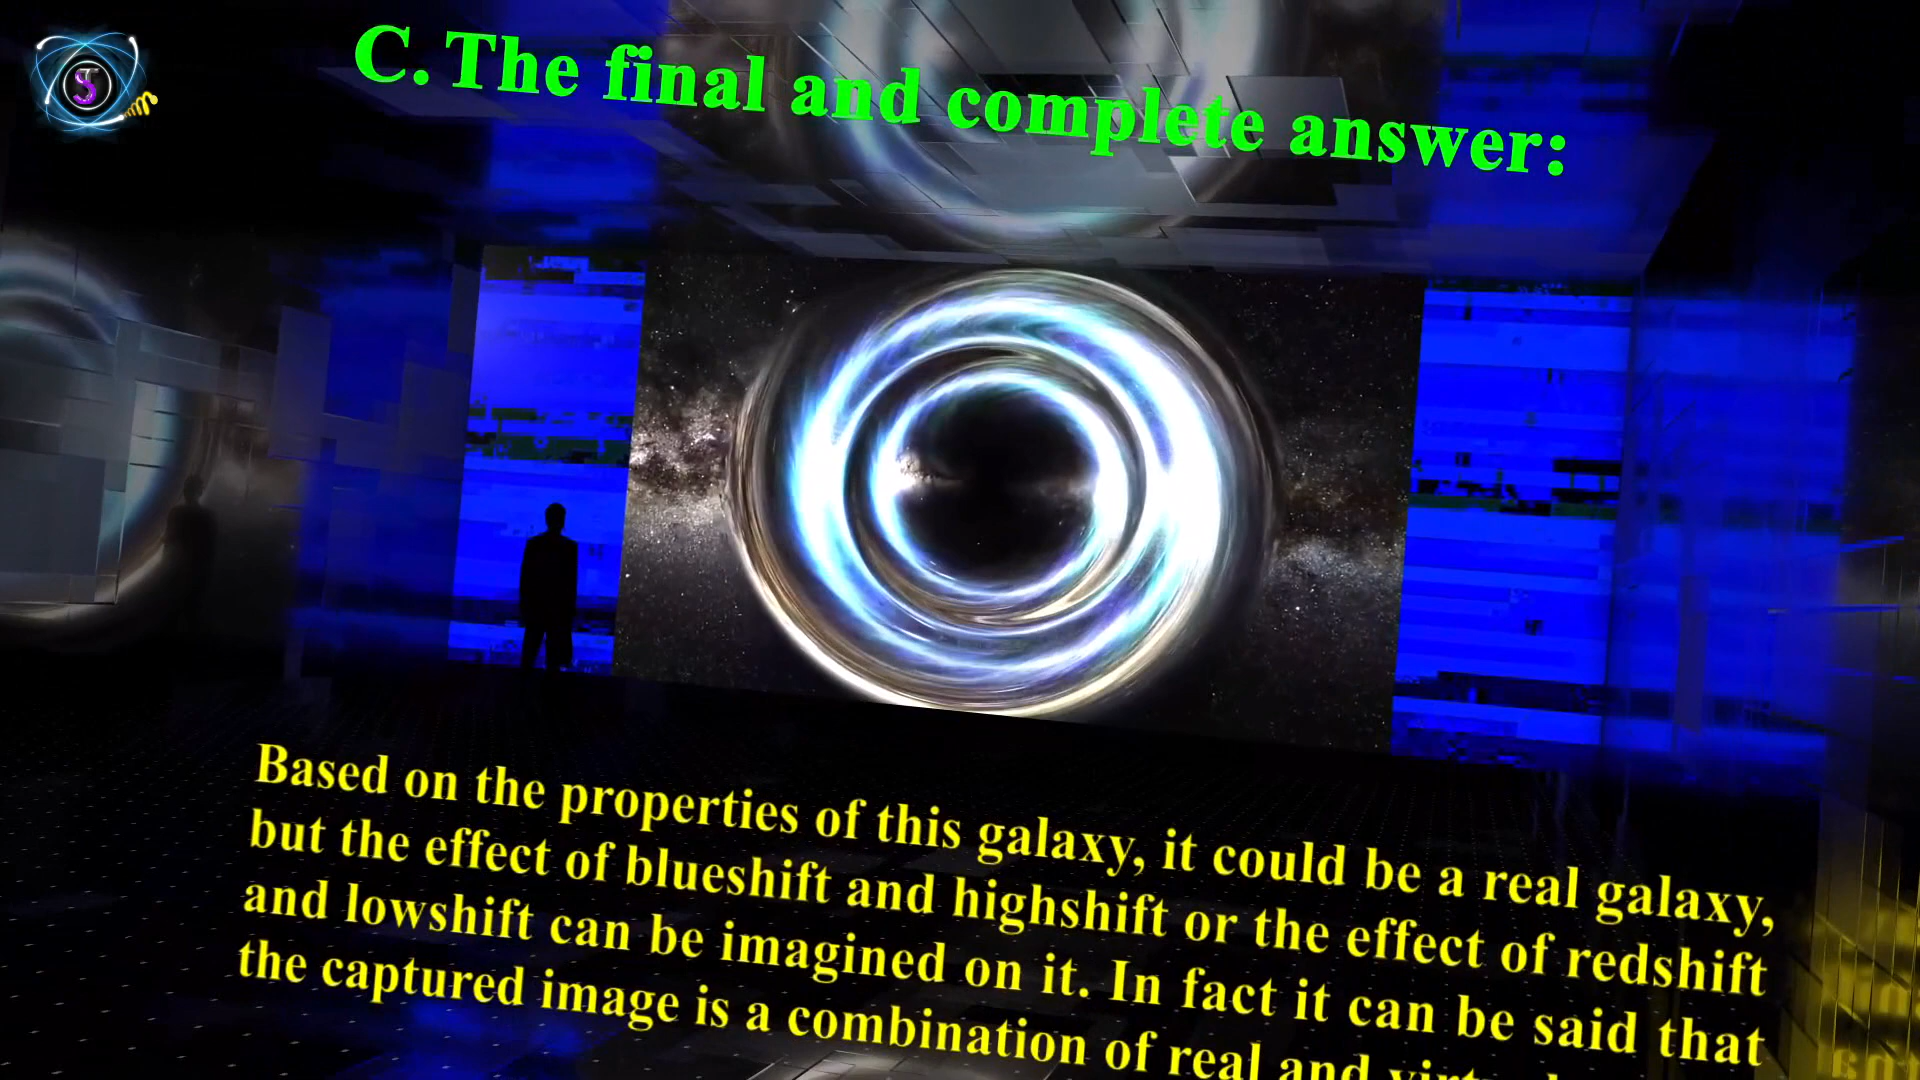 C. The final and complete answer:
Based on the properties of this galaxy, it could be a real galaxy,
but the effect of blueshift and highshift or the effect of redshift
and lowshift can be imagined on it. In fact it can be said that
the captured image is a combination of real and